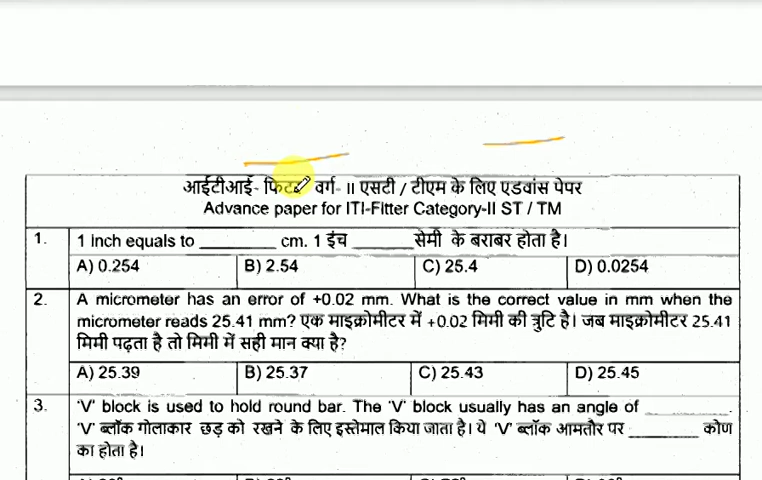 आईटीआई- फिटर वर्ग- II एसटी / टीएम के लिए एडवांस पेपर
Advance paper for ITI-Fitter Category-II ST / TM
1. 1 inch equals to ________ cm. 1 इंच ________ सेमी के बराबर होता है।
A) 0.254 B) 2.54 C) 25.4 D) 0.0254
2. A micrometer has an error of +0.02 mm. What is the correct value in mm when the
micrometer reads 25.41 mm? एक माइक्रोमीटर में +0.02 मिमी की त्रुटि है। जब माइक्रोमीटर 25.41
मिमी पढ़ता है तो मिमी में सही मान क्या है?
A) 25.39 B) 25.37 C) 25.43 D) 25.45
3. 'V' block is used to hold round bar. The 'V' block usually has an angle of ________.
'V' ब्लॉक गोलाकार छड़ को रखने के लिए इस्तेमाल किया जाता है। ये 'V' ब्लॉक आमतौर पर ________ कोण
का होता है।